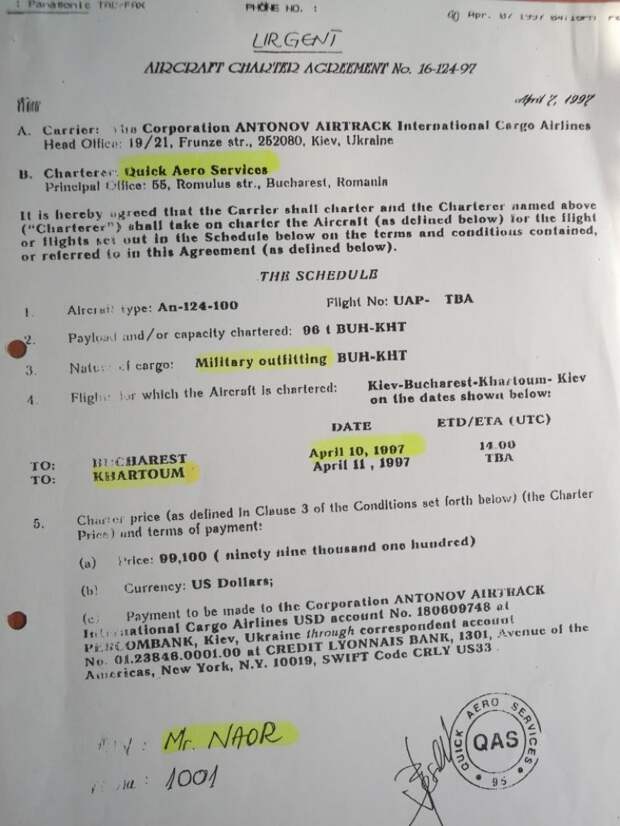 : Panasonic TAD/FAX PHONE NO. : Apr. 07 1997
URGENT
AIRCRAFT CHARTER AGREEMENT No. 16-124-97
Kiev April 7, 1997
A. Carrier: The Corporation ANTONOV AIRTRACK International Cargo Airlines
Head Office: 19/21, Frunze str., 252080, Kiev, Ukraine
B. Charterer: Quick Aero Services
Principal Office: 55, Romulus str., Bucharest, Romania
It is hereby agreed that the Carrier shall charter and the Charterer named above
("Charterer") shall take on charter the Aircraft (as defined below) for the flight
or flights set out in the Schedule below on the terms and conditions contained,
or referred to in this Agreement (as defined below).
THE SCHEDULE
1. Aircraft type: An-124-100 Flight No: UAP- TBA
2. Payload and/or capacity chartered: 96 t BUH-KHT
3. Nature of cargo: Military outfitting BUH-KHT
4. Flights for which the Aircraft is chartered: Kiev-Bucharest-Khartoum- Kiev
on the dates shown below:
DATE ETD/ETA (UTC)
TO: BUCHAREST April 10, 1997 14.00
TO: KHARTOUM April 11 , 1997 TBA
5. Charter price (as defined in Clause 3 of the Conditions set forth below) (the Charter
Price) and terms of payment:
(a) Price: 99,100 ( ninety nine thousand one hundred)
(b) Currency: US Dollars;
(c) Payment to be made to the Corporation ANTONOV AIRTRACK
International Cargo Airlines USD account No. 180609748 at
PERCOMBANK, Kiev, Ukraine through correspondent account
No. 01.23846.0001.00 at CREDIT LYONNAIS BANK, 1301, Avenue of the
Americas, New York, N.Y. 10019, SWIFT Code CRLY US33
: Mr. NAOR
: 1001
QUICK AERO SERVICES
QAS
95